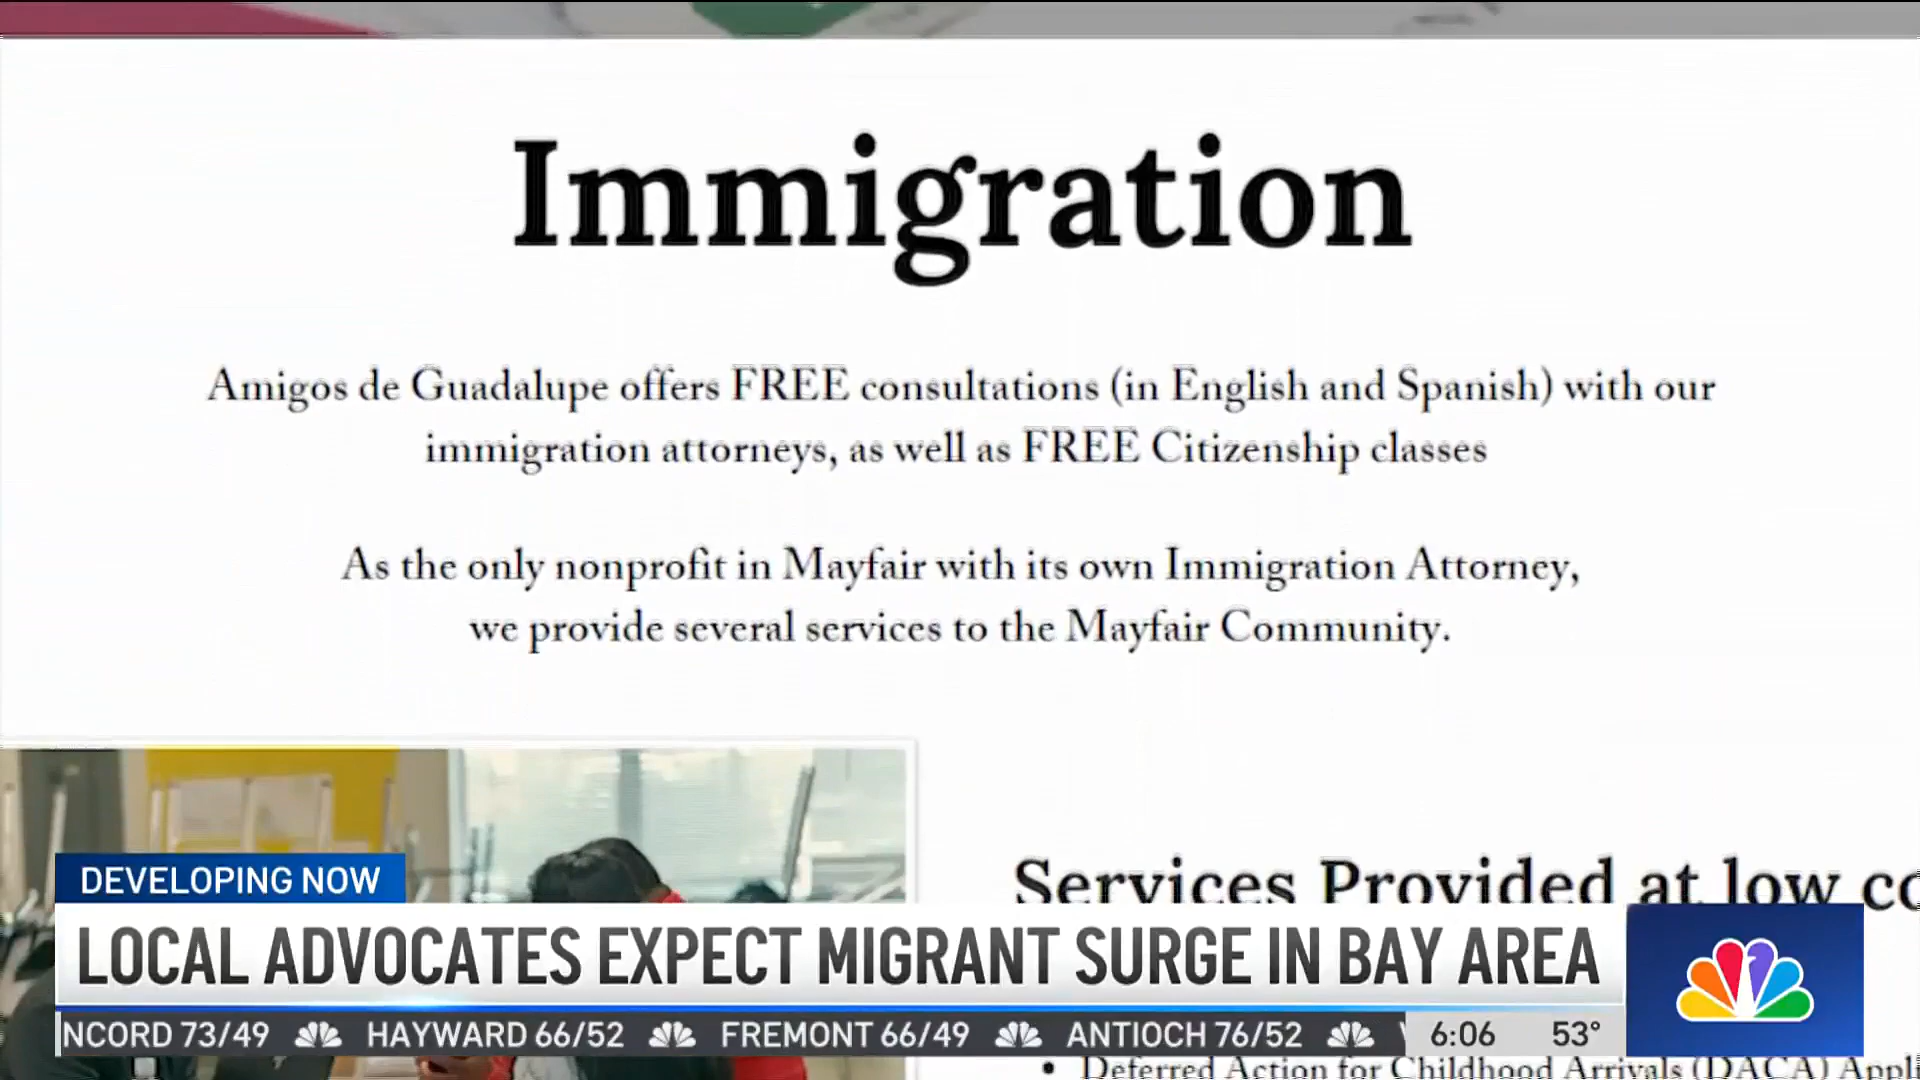 Immigration
Amigos de Guadalupe offers FREE consultations (in English and Spanish) with our
immigration attorneys, as well as FREE Citizenship classes
As the only nonprofit in Mayfair with its own Immigration Attorney,
we provide several services to the Mayfair Community.
Services Provided at low
DEVELOPING NOW
LOCAL ADVOCATES EXPECT MIGRANT SURGE IN BAY AREA
NCORD 73/49 HAYWARD 66/52 FREMONT 66/49 ANTIOCH 76/52 6:06 53°
• Deferred Action for Childhood Arrivals (DACA) Appli